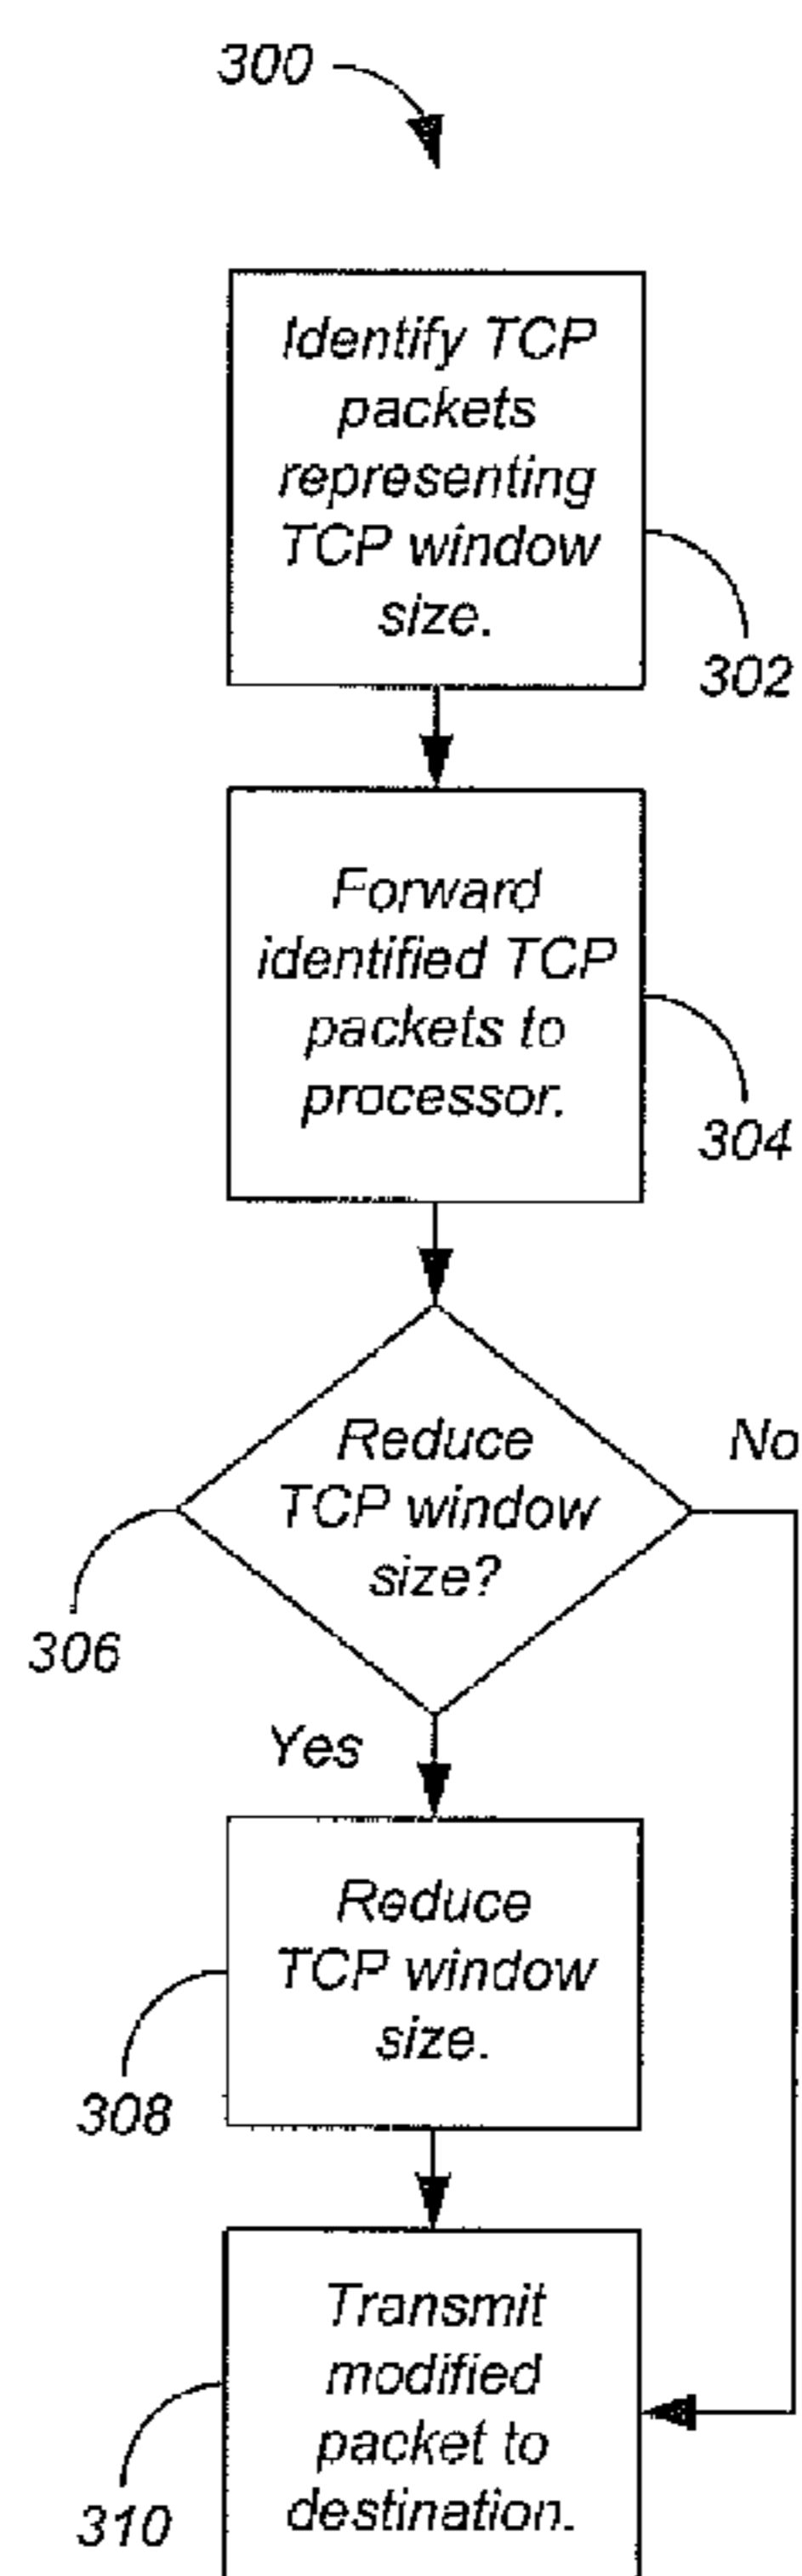 300
Identify TCP
packets
representing
TCP window
size.
302
Forward
identified TCP
packets to
processor.
304
Reduce
TCP window
size?
No
306
Yes
Reduce
TCP window
size.
308
Transmit
modified
packet to
destination.
310